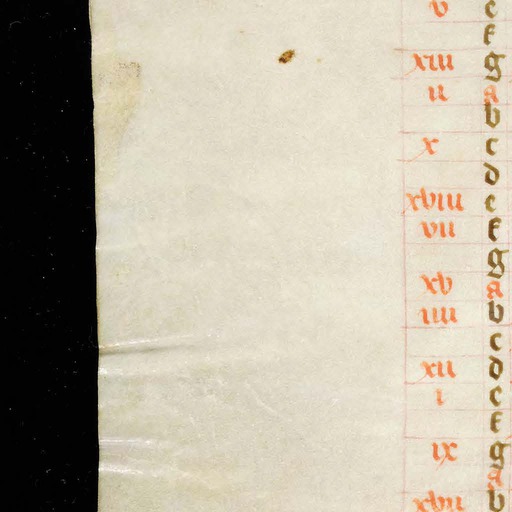 v e
f
xiii g
ii a
b
x c
d
xviii e
vii f
g
xv a
iiii b
c
xii d
i e
f
ix g
a
xvii b